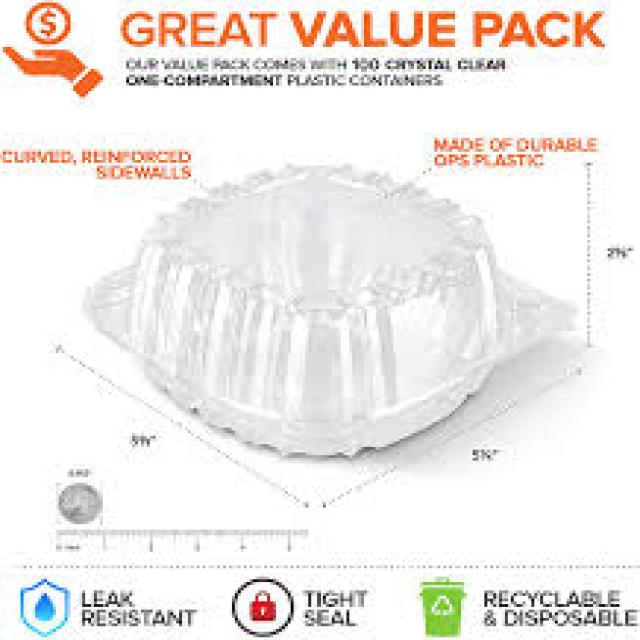 GREAT VALUE PACK
OUR VALUE PACK COMES WITH 100 CRYSTAL CLEAR
ONE-COMPARTMENT PLASTIC CONTAINERS
CURVED, REINFORCED
SIDEWALLS
MADE OF DURABLE
OPS PLASTIC
LEAK
RESISTANT
TIGHT
SEAL
RECYCLABLE
& DISPOSABLE